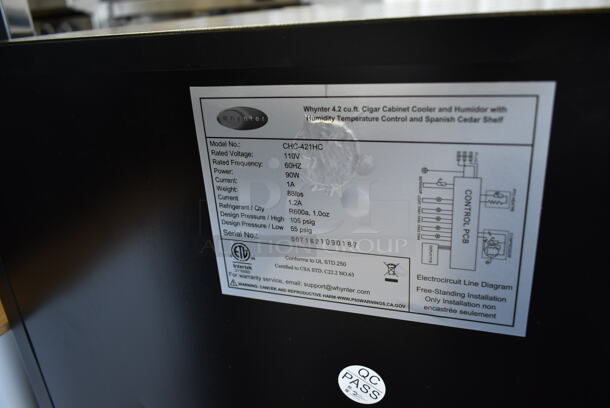 Whynter
Whynter 4.2 cu.ft. Cigar Cabinet Cooler and Humidor with
Humidity Temperature Control and Spanish Cedar Shelf
Model No.: CHC-421HC
Rated Voltage: 110V
Rated Frequency: 60HZ
Power: 90W
Current: 1A
Weight: 88lbs
Current 1.2A
Refrigerant / Qty R600a, 1.0oz
Design Pressure / High 105 psig
Design Pressure / Low 55 psig
Serial No.:
CONTROL PCB
ETL
Intertek
Conforms to UL STD.250
Certified to CSA STD. C22.2 NO.63
For warranty service, email: support@whynter.com
WARNING: CANCER AND REPRODUCTIVE HARM-WWW.P65WARNINGS.CA.GOV
Electrocircuit Line Diagram
Free-Standing Installation
Only Installation non
encastrée seulement
QC
PASS
AUCTION GROUP